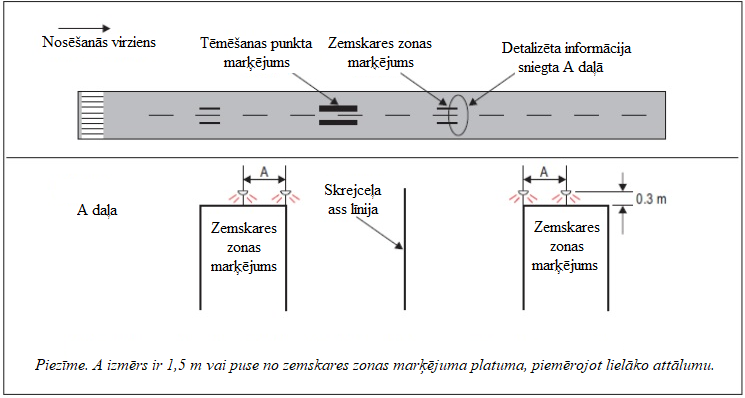 Nosēšanās virziens
Tēmēšanas punkta
marķējums
Zemskares zonas
marķējums
Detalizēta informācija
sniegta A daļā
A
A
0.3 m
A daļa
Zemskares
zonas
marķējums
Skrejceļa
ass līnija
Zemskares
zonas
marķējums
Piezīme. A izmērs ir 1,5 m vai puse no zemskares zonas marķējuma platuma, piemērojot lielāko attālumu.